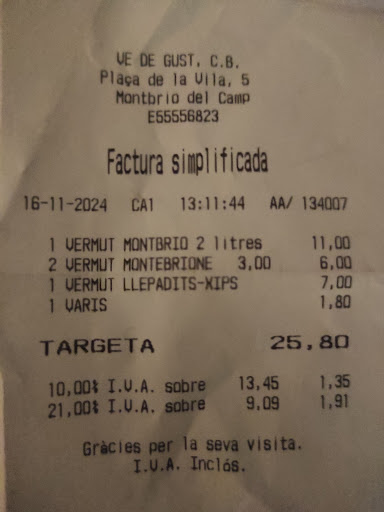 VE DE GUST, C.B.
Plaça de la Vila, 5
Montbrio del Camp
E55556823
Factura simplificada
16-11-2024 CA1 13:11:44 AA/ 134007
1 VERMUT MONTBRIO 2 litres 11,00
2 VERMUT MONTEBRIONE 3,00 6,00
1 VERMUT LLEPADITS-XIPS 7,00
1 VARIS 1,80
TARGETA 25,80
10,00% I.V.A. sobre 13,45 1,35
21,00% I.V.A. sobre 9,09 1,91
Gràcies per la seva visita.
I.V.A. Inclós.